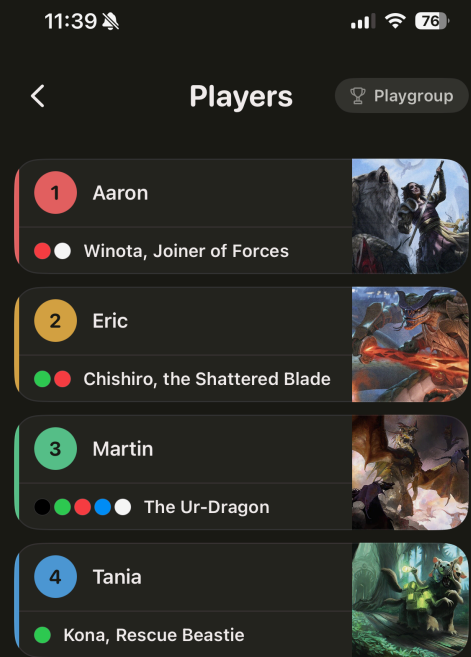 11:39
76
Players
Playgroup
1
Aaron
Winota, Joiner of Forces
2
Eric
Chishiro, the Shattered Blade
3
Martin
The Ur-Dragon
4
Tania
Kona, Rescue Beastie